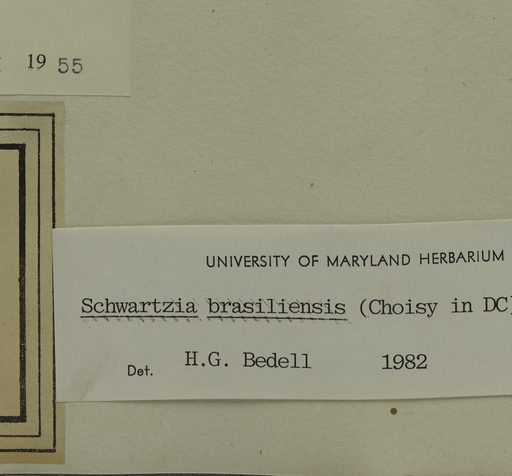 19 55
UNIVERSITY OF MARYLAND HERBARIUM
Schwartzia brasiliensis (Choisy in DC)
Det. H.G. Bedell 1982